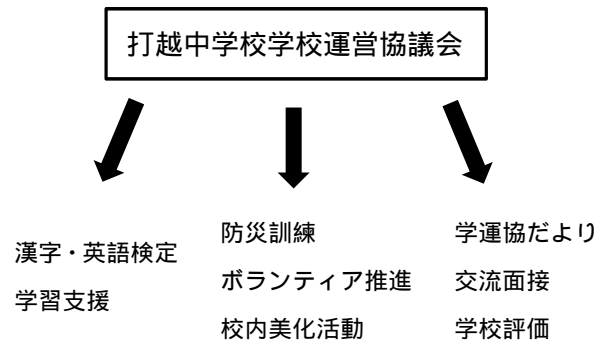 打越中学校学校運営協議会
漢字・英語検定
学習支援
防災訓練
ボランティア推進
校内美化活動
学運協だより
交流面接
学校評価